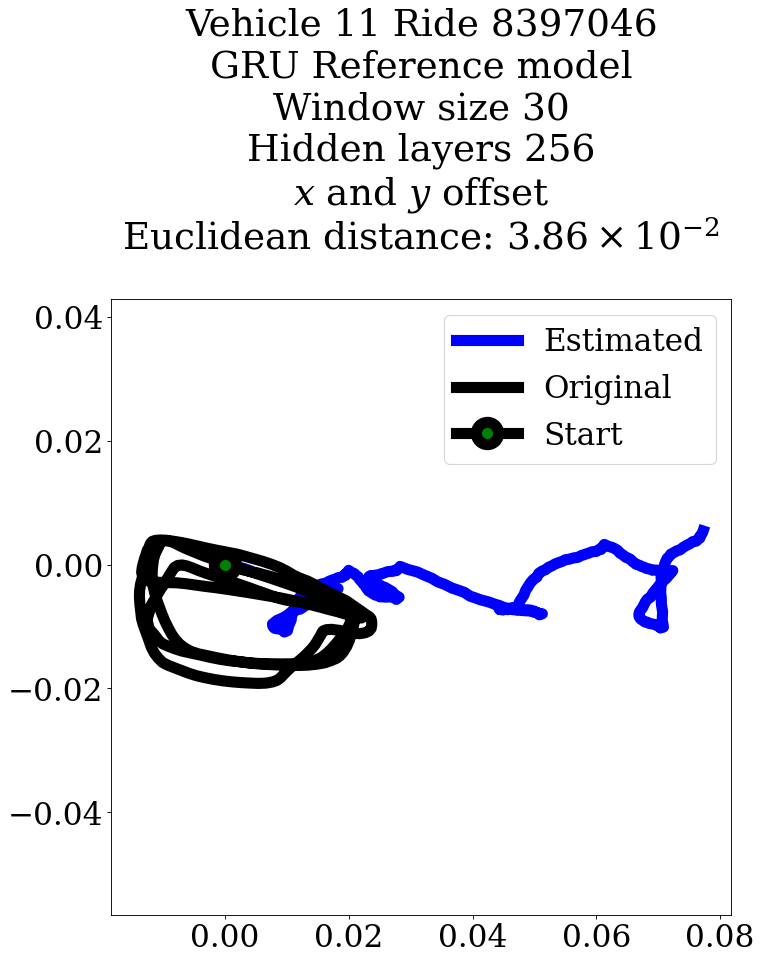 Vehicle 11 Ride 8397046
GRU Reference model
Window size 30
Hidden layers 256
x and y offset
Euclidean distance: 3.86 × 10⁻²
Estimated
Original
Start
0.04
0.02
0.00
−0.02
−0.04
0.00 0.02 0.04 0.06 0.08